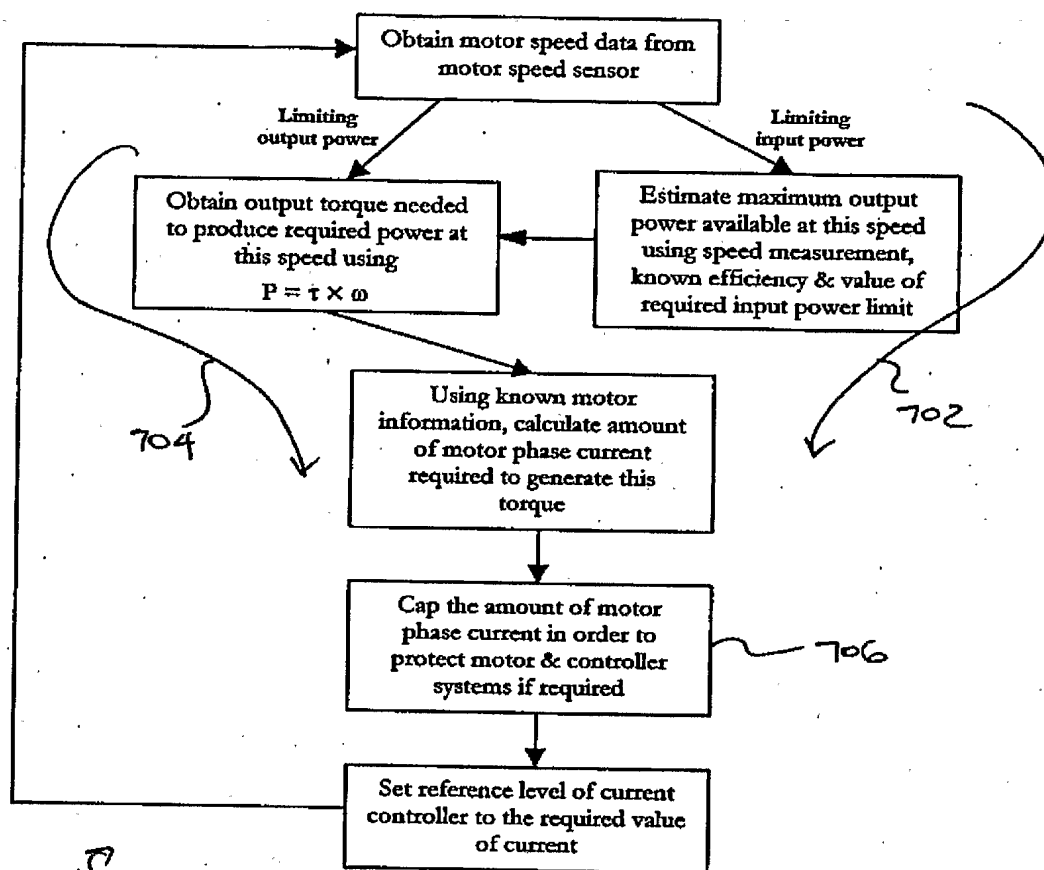 Obtain motor speed data from
motor speed sensor
Limiting
output power
Limiting
input power
Obtain output torque needed
to produce required power at
this speed using
P = τ × ω
Estimate maximum output
power available at this speed
using speed measurement,
known efficiency & value of
required input power limit
704
702
Using known motor
information, calculate amount
of motor phase current
required to generate this
torque
Cap the amount of motor
phase current in order to
protect motor & controller
systems if required
706
Set reference level of current
controller to the required value
of current